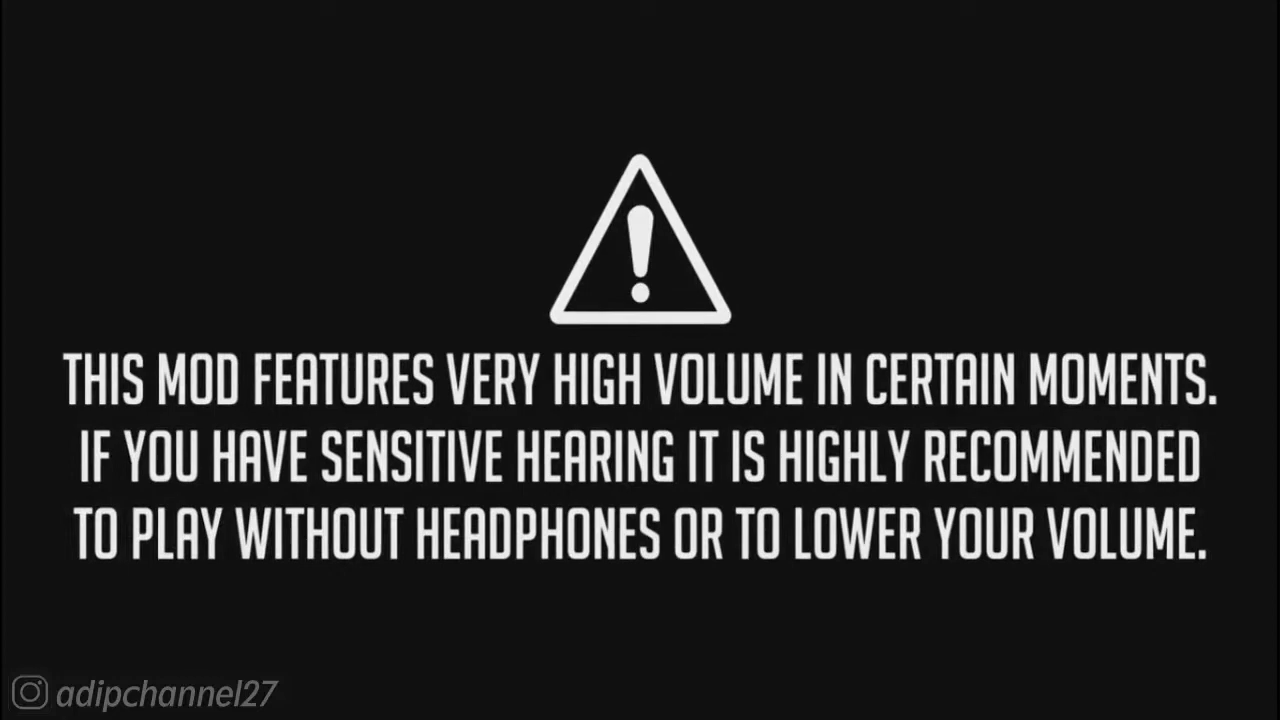 THIS MOD FEATURES VERY HIGH VOLUME IN CERTAIN MOMENTS.
IF YOU HAVE SENSITIVE HEARING IT IS HIGHLY RECOMMENDED
TO PLAY WITHOUT HEADPHONES OR TO LOWER YOUR VOLUME.
adipchannel27